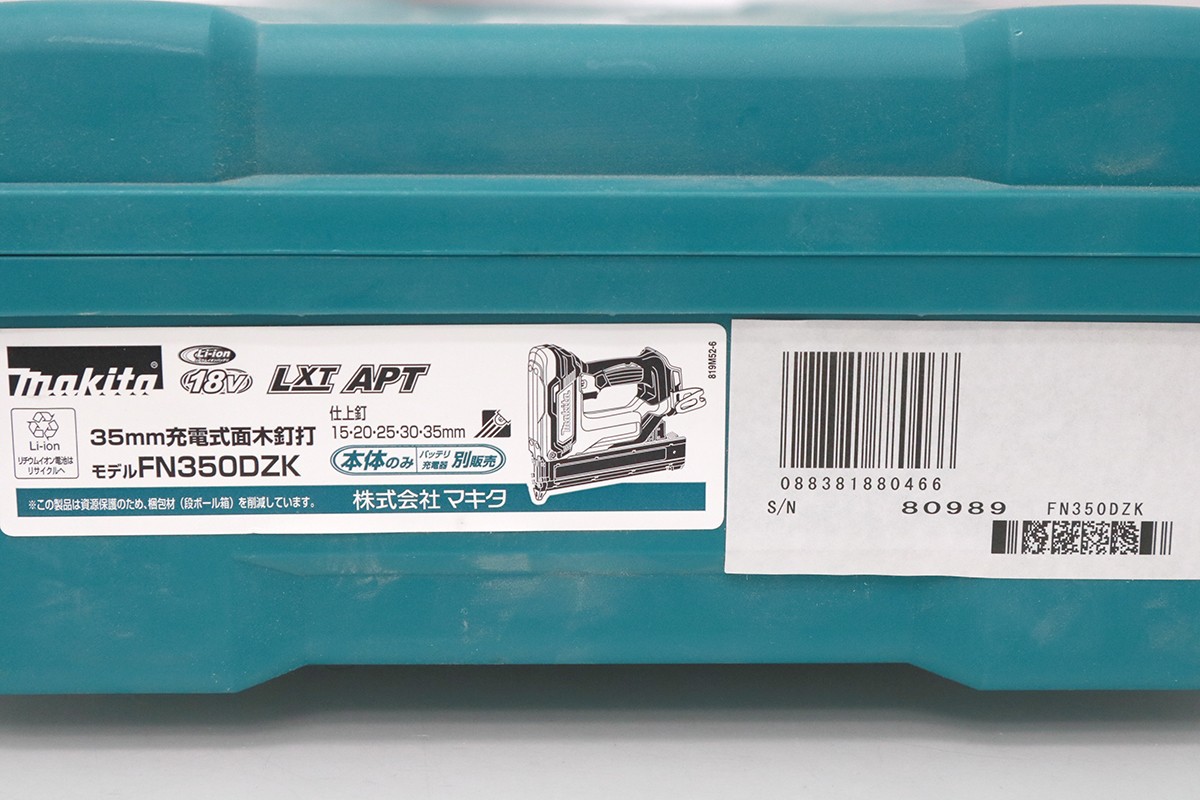 makita
Li-ion
18V
LXT APT
Li-ion
リチウムイオン電池は
リサイクルへ
35mm充電式面木釘打
モデルFN350DZK
仕上釘
15・20・25・30・35mm
本体のみ バッテリ 充電器 別販売
※この製品は資源保護のため、梱包材(段ボール箱)を削減しています。
株式会社マキタ
makita
819M52-6
088381880466
S/N 80989 FN350DZK